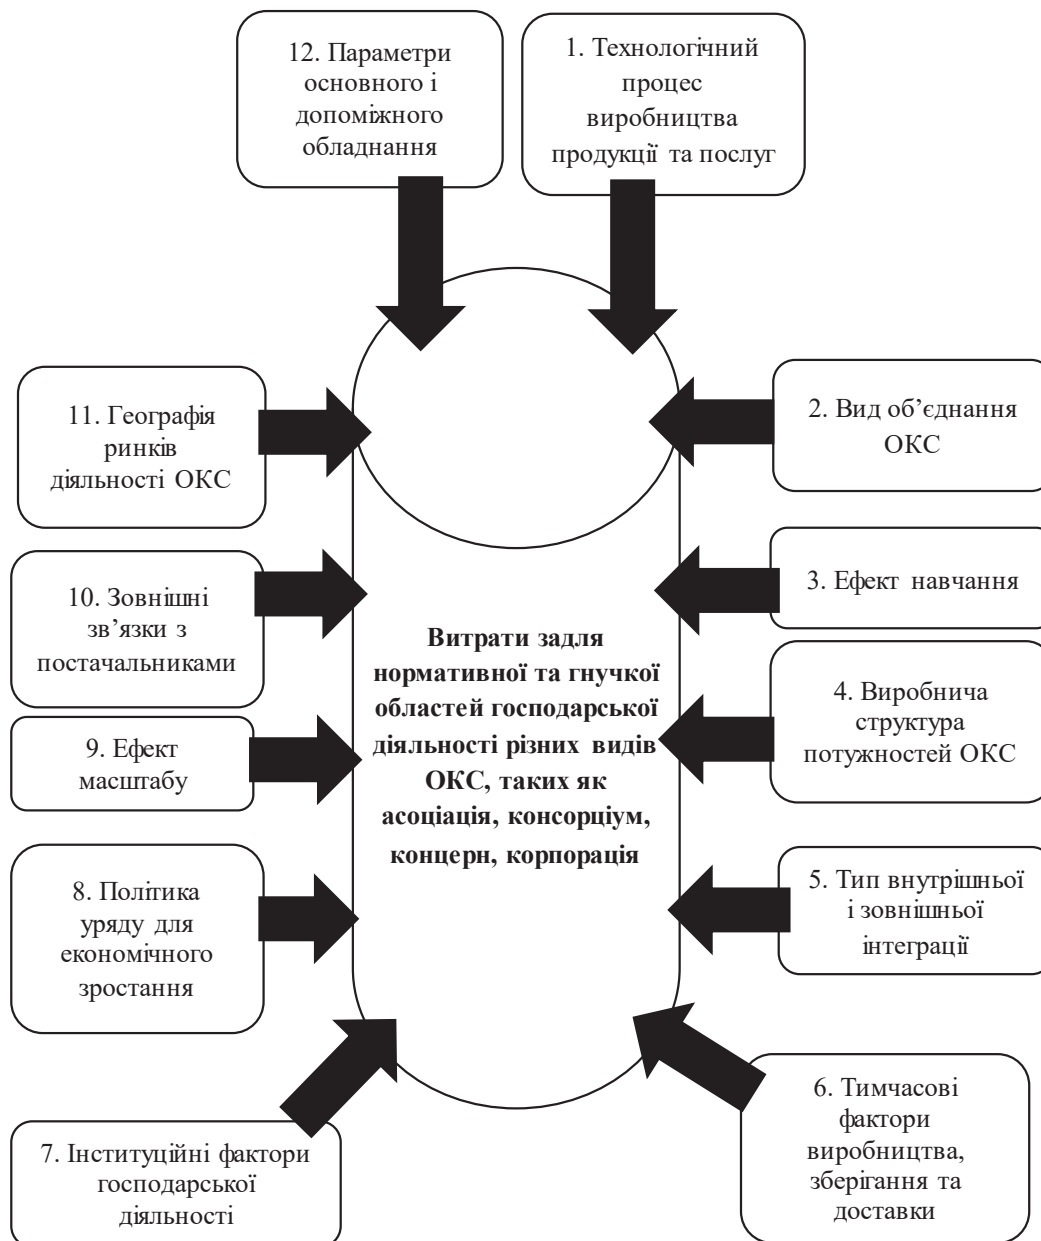 12. Параметри
основного і
допоміжного
обладнання
1. Технологічний
процес
виробництва
продукції та послуг
11. Географія
ринків
діяльності ОКС
2. Вид об’єднання
ОКС
10. Зовнішні
зв’язки з
постачальниками
3. Ефект навчання
Витрати задля
нормативної та гнучкої
областей господарської
діяльності різних видів
ОКС, таких як
асоціація, консорціум,
концерн, корпорація
4. Виробнича
структура
потужностей ОКС
9. Ефект
масштабу
8. Політика
уряду для
економічного
зростання
5. Тип внутрішньої
і зовнішньої
інтеграції
7. Інституційні фактори
господарської
діяльності
6. Тимчасові
фактори
виробництва,
зберігання та
доставки